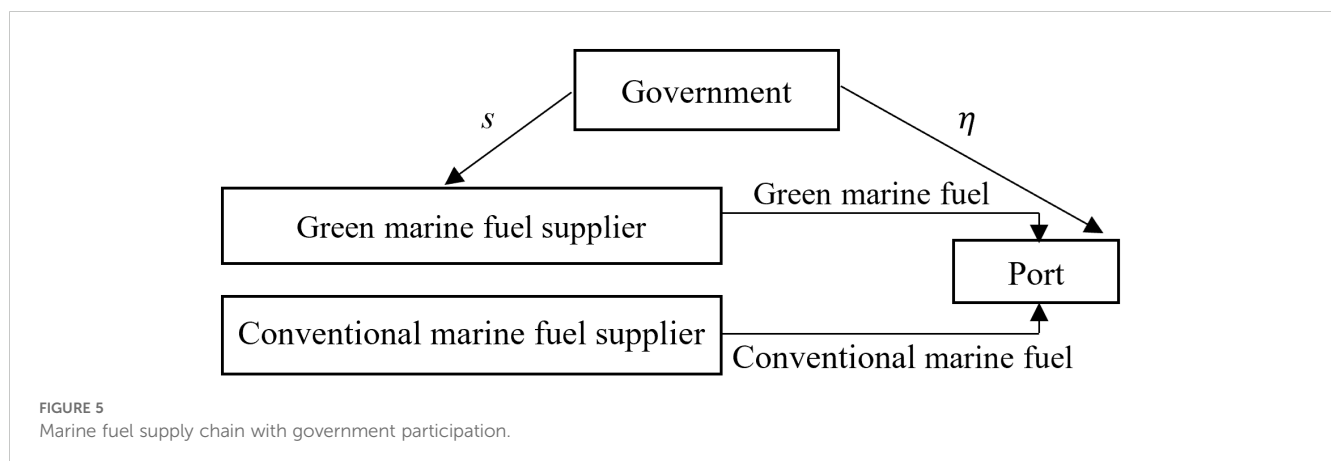 Government
s
η
Green marine fuel
Green marine fuel supplier
Port
Conventional marine fuel supplier
Conventional marine fuel
FIGURE 5
Marine fuel supply chain with government participation.